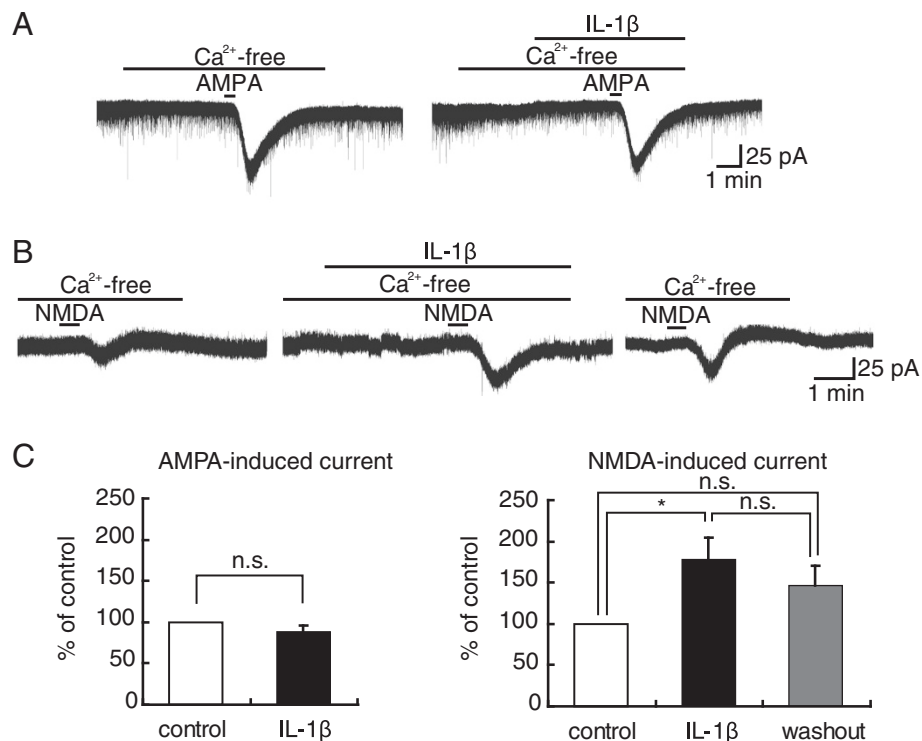 A
IL-1β
Ca²⁺-free
Ca²⁺-free
AMPA
AMPA
25 pA
1 min
B
IL-1β
Ca²⁺-free
Ca²⁺-free
Ca²⁺-free
NMDA
NMDA
NMDA
25 pA
1 min
C
AMPA-induced current
% of control
250
200
150
100
50
0
n.s.
control
IL-1β
NMDA-induced current
% of control
250
200
150
100
50
0
n.s.
*
n.s.
control
IL-1β
washout